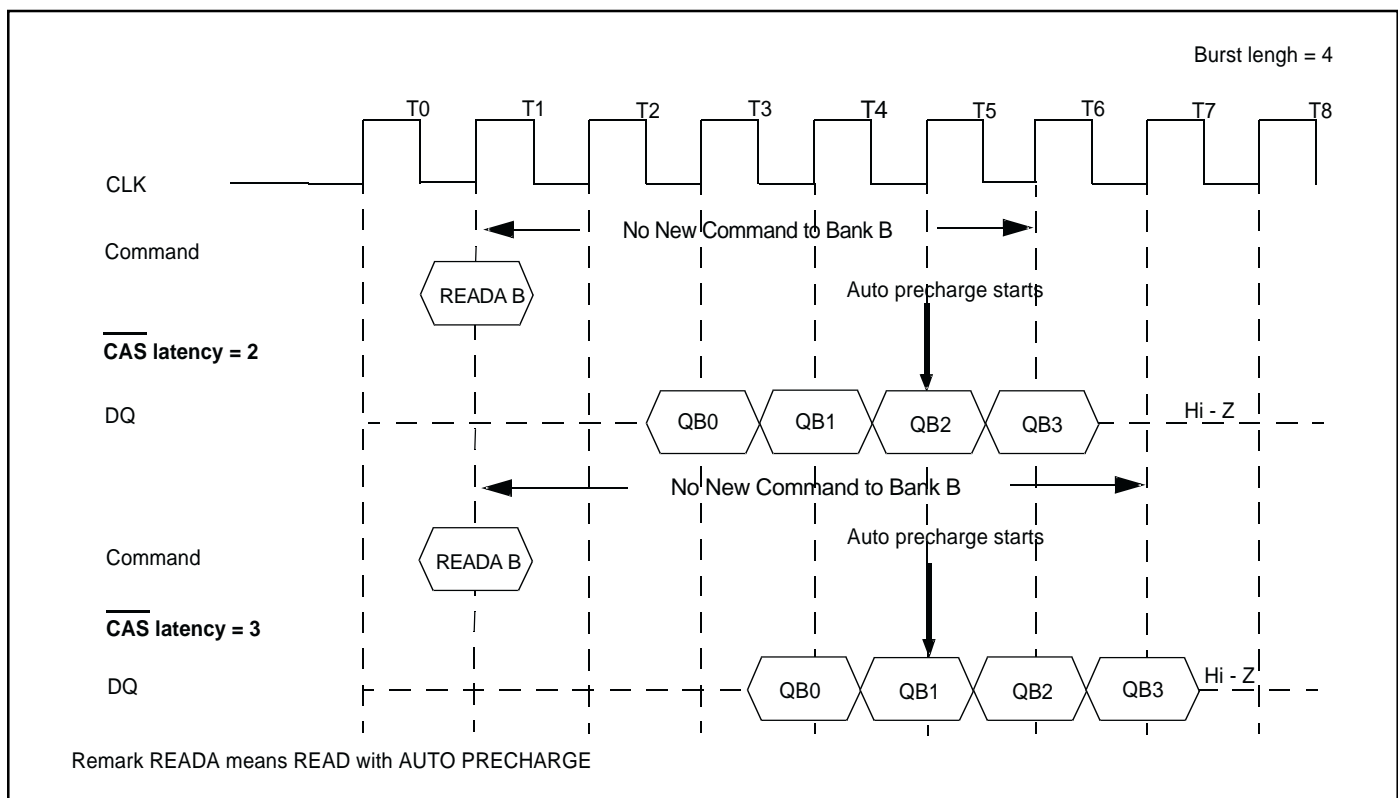 Burst lengh = 4
T0 T1 T2 T3 T4 T5 T6 T7 T8
CLK
No New Command to Bank B
Command
READA B
Auto precharge starts
CAS latency = 2
DQ
QB0 QB1 QB2 QB3 Hi - Z
No New Command to Bank B
Auto precharge starts
Command
READA B
CAS latency = 3
DQ
QB0 QB1 QB2 QB3 Hi - Z
Remark READA means READ with AUTO PRECHARGE